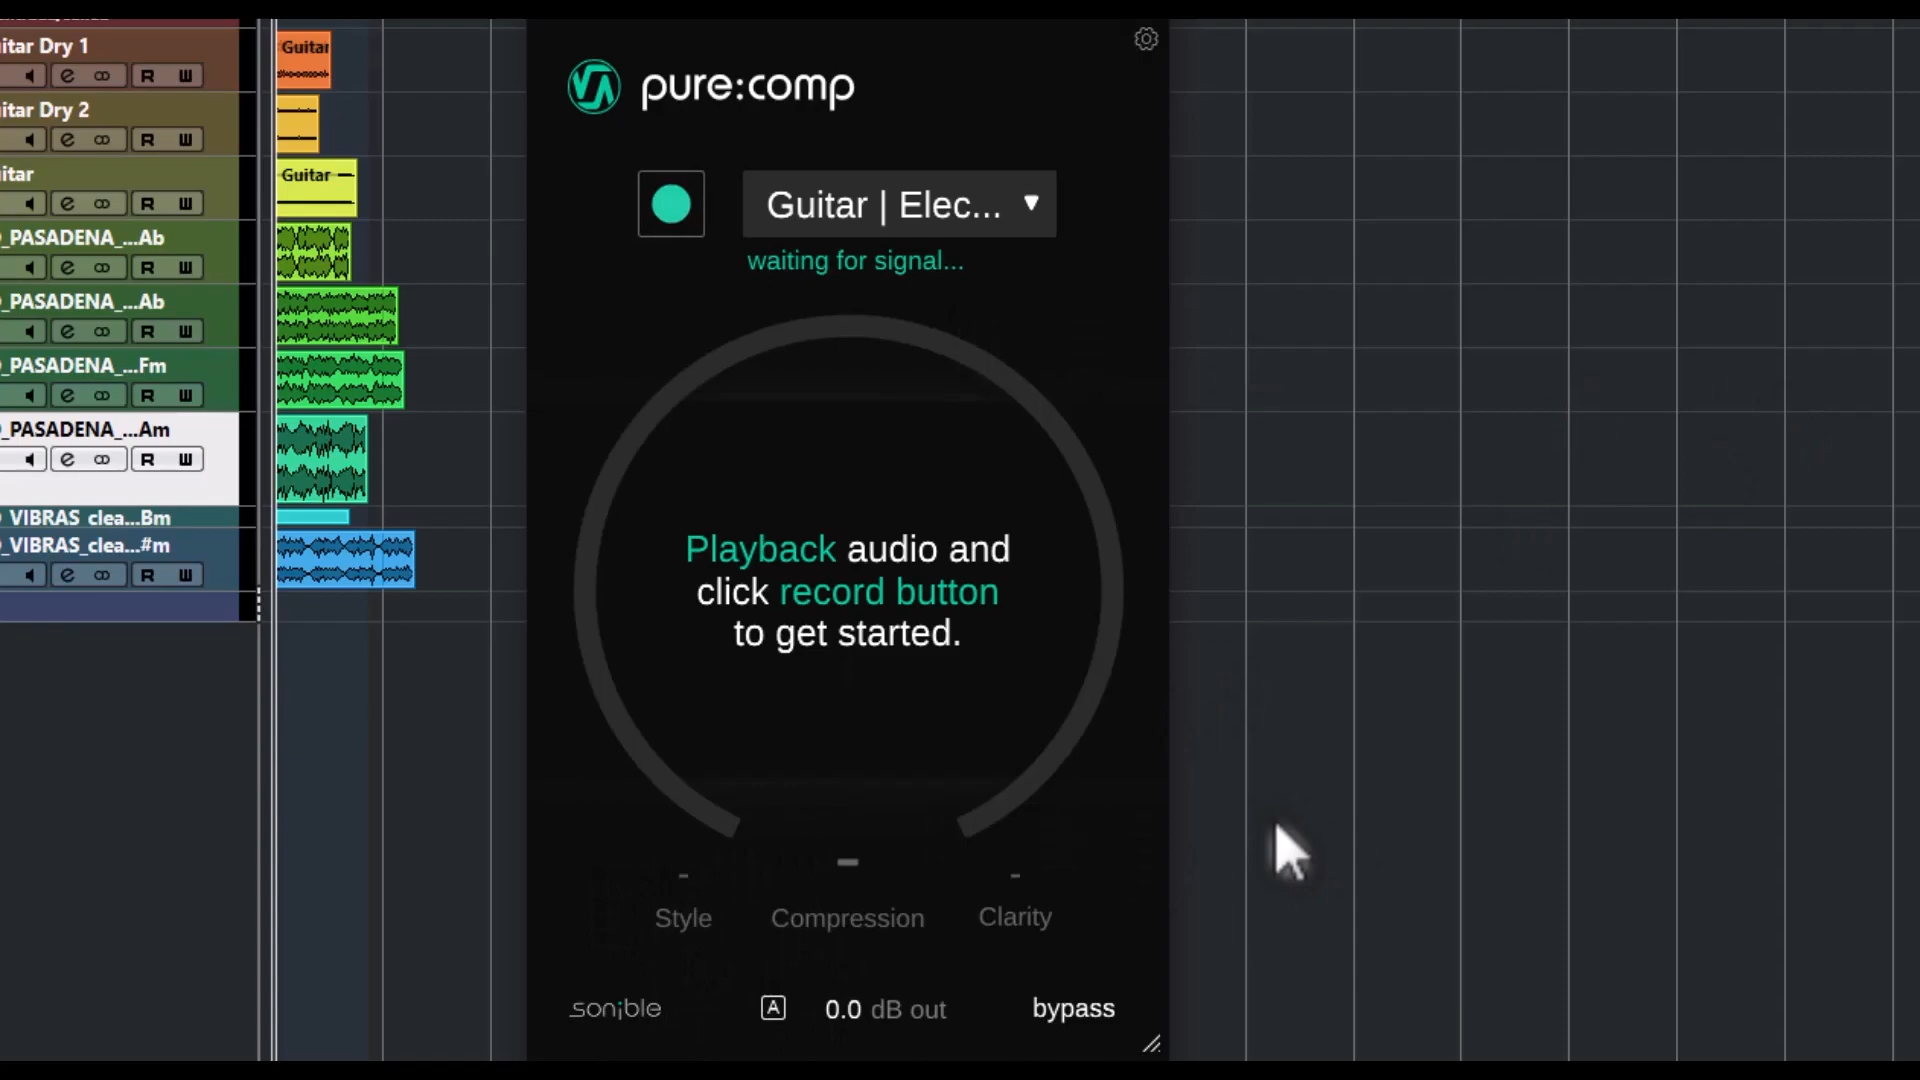 itar Dry 1
R W
Guitar
itar Dry 2
R W
itar
R W
Guitar
_PASADENA_...Ab
R W
_PASADENA_...Ab
R W
_PASADENA_...Fm
R W
_PASADENA_...Am
R W
VIBRAS clea...Bm
_VIBRAS_clea...#m
R W
pure:comp
Guitar | Elec...
waiting for signal...
Playback audio and
click record button
to get started.
Style Compression Clarity
sonible A 0.0 dB out bypass